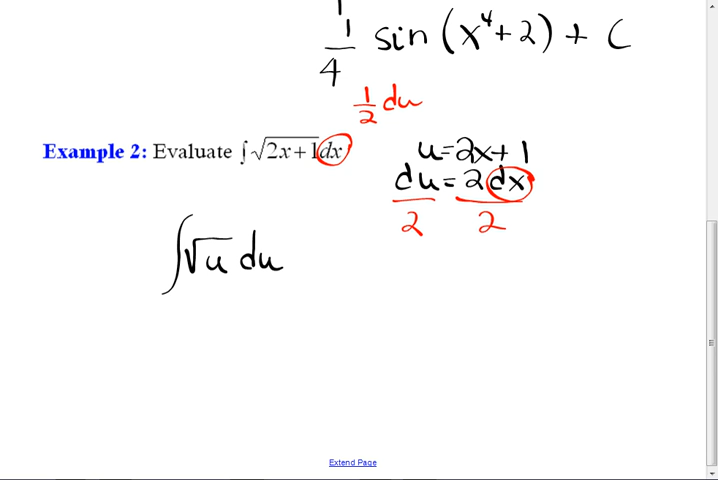 1/4 sin (x⁴+2) + C
1/2 du
Example 2: Evaluate ∫√(2x+1)dx
u=2x+1
du=2dx
2 2
∫√u du
Extend Page